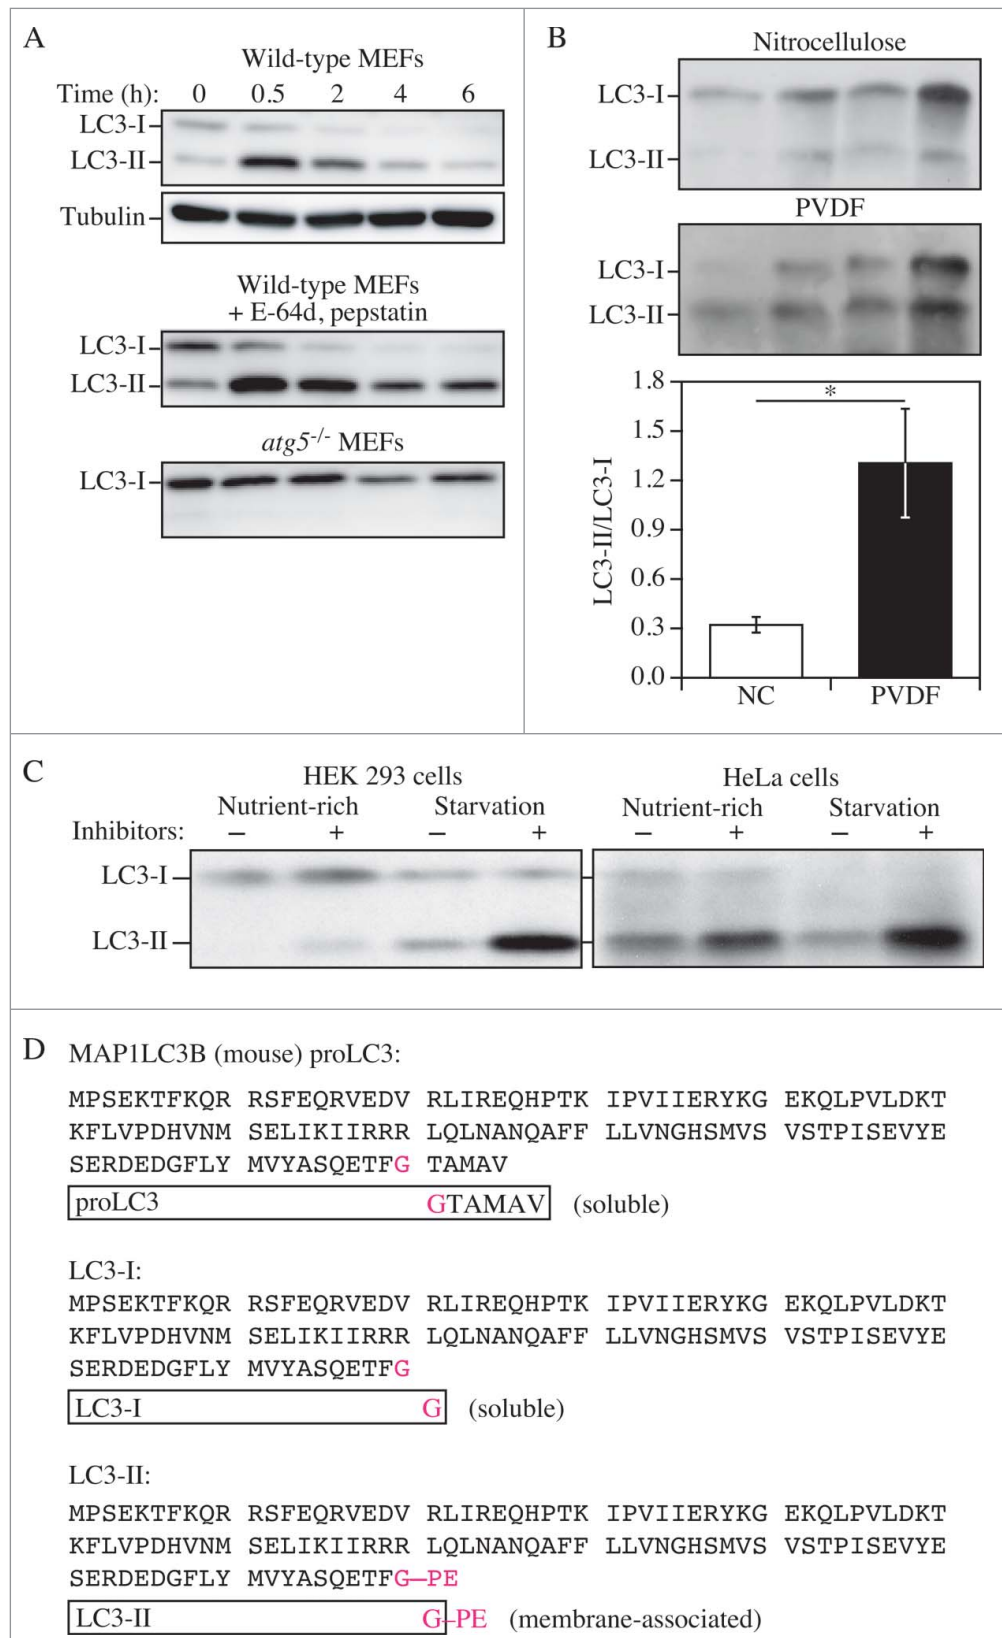 A
Wild-type MEFs
Time (h): 0 0.5 2 4 6
LC3-I
LC3-II
Tubulin
Wild-type MEFs
+ E-64d, pepstatin
LC3-I
LC3-II
atg5-/- MEFs
LC3-I
B
Nitrocellulose
LC3-I
LC3-II
PVDF
LC3-I
LC3-II
1.8
1.5
1.2
0.9
0.6
0.3
0.0
LC3-II/LC3-I
*
NC PVDF
C
HEK 293 cells HeLa cells
Nutrient-rich Starvation Nutrient-rich Starvation
Inhibitors: – + – + – + – +
LC3-I
LC3-II
D MAP1LC3B (mouse) proLC3:
MPSEKTFKQR RSFEQRVEDV RLIREQHPTK IPVIIERYKG EKQLPVLDKT
KFLVPDHVNM SELIKIIRRR LQLNANQAFF LLVNGHSMVS VSTPISEVYE
SERDEDGFLY MVYASQETFG TAMAV
proLC3 GTAMAV (soluble)
LC3-I:
MPSEKTFKQR RSFEQRVEDV RLIREQHPTK IPVIIERYKG EKQLPVLDKT
KFLVPDHVNM SELIKIIRRR LQLNANQAFF LLVNGHSMVS VSTPISEVYE
SERDEDGFLY MVYASQETFG
LC3-I G (soluble)
LC3-II:
MPSEKTFKQR RSFEQRVEDV RLIREQHPTK IPVIIERYKG EKQLPVLDKT
KFLVPDHVNM SELIKIIRRR LQLNANQAFF LLVNGHSMVS VSTPISEVYE
SERDEDGFLY MVYASQETFG–PE
LC3-II G–PE (membrane-associated)